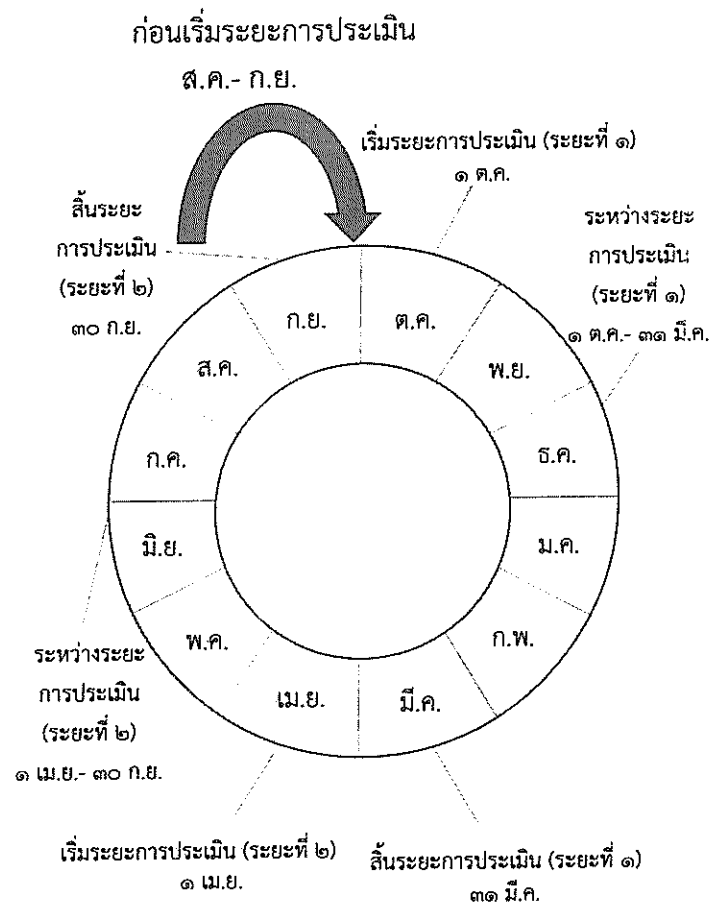 ก่อนเริ่มระยะการประเมิน
ส.ค.- ก.ย.
เริ่มระยะการประเมิน (ระยะที่ ๑)
๑ ต.ค.
สิ้นระยะ
การประเมิน
(ระยะที่ ๒)
๓๐ ก.ย.
ระหว่างระยะ
การประเมิน
(ระยะที่ ๑)
๑ ต.ค.- ๓๑ มี.ค.
ก.ย.
ต.ค.
ส.ค.
พ.ย.
ก.ค.
ธ.ค.
มิ.ย.
ม.ค.
พ.ค.
ก.พ.
เม.ย.
มี.ค.
ระหว่างระยะ
การประเมิน
(ระยะที่ ๒)
๑ เม.ย.- ๓๐ ก.ย.
เริ่มระยะการประเมิน (ระยะที่ ๒)
๑ เม.ย.
สิ้นระยะการประเมิน (ระยะที่ ๑)
๓๑ มี.ค.